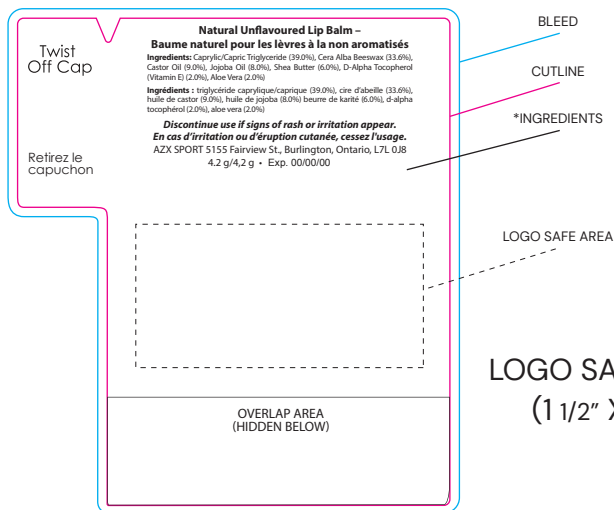 Natural Unflavoured Lip Balm –
Baume naturel pour les lèvres à la non aromatisés
Ingredients: Caprylic/Capric Triglyceride (39.0%), Cera Alba Beeswax (33.6%),
Castor Oil (9.0%), Jojoba Oil (8.0%), Shea Butter (6.0%), D-Alpha Tocopherol
(Vitamin E) (2.0%), Aloe Vera (2.0%)
Ingrédients : triglycéride caprylique/caprique (39.0%), cire d'abeille (33.6%),
huile de castor (9.0%), huile de jojoba (8.0%) beurre de karité (6.0%), d-alpha
tocophérol (2.0%), aloe vera (2.0%)
Discontinue use if signs of rash or irritation appear.
En cas d'irritation ou d'éruption cutanée, cessez l'usage.
AZX SPORT 5155 Fairview St., Burlington, Ontario, L7L 0J8
4.2 g/4,2 g • Exp. 00/00/00
Twist
Off Cap
Retirez le
capuchon
OVERLAP AREA
(HIDDEN BELOW)
BLEED
CUTLINE
*INGREDIENTS
LOGO SAFE AREA
LOGO SA
(1 1/2" X